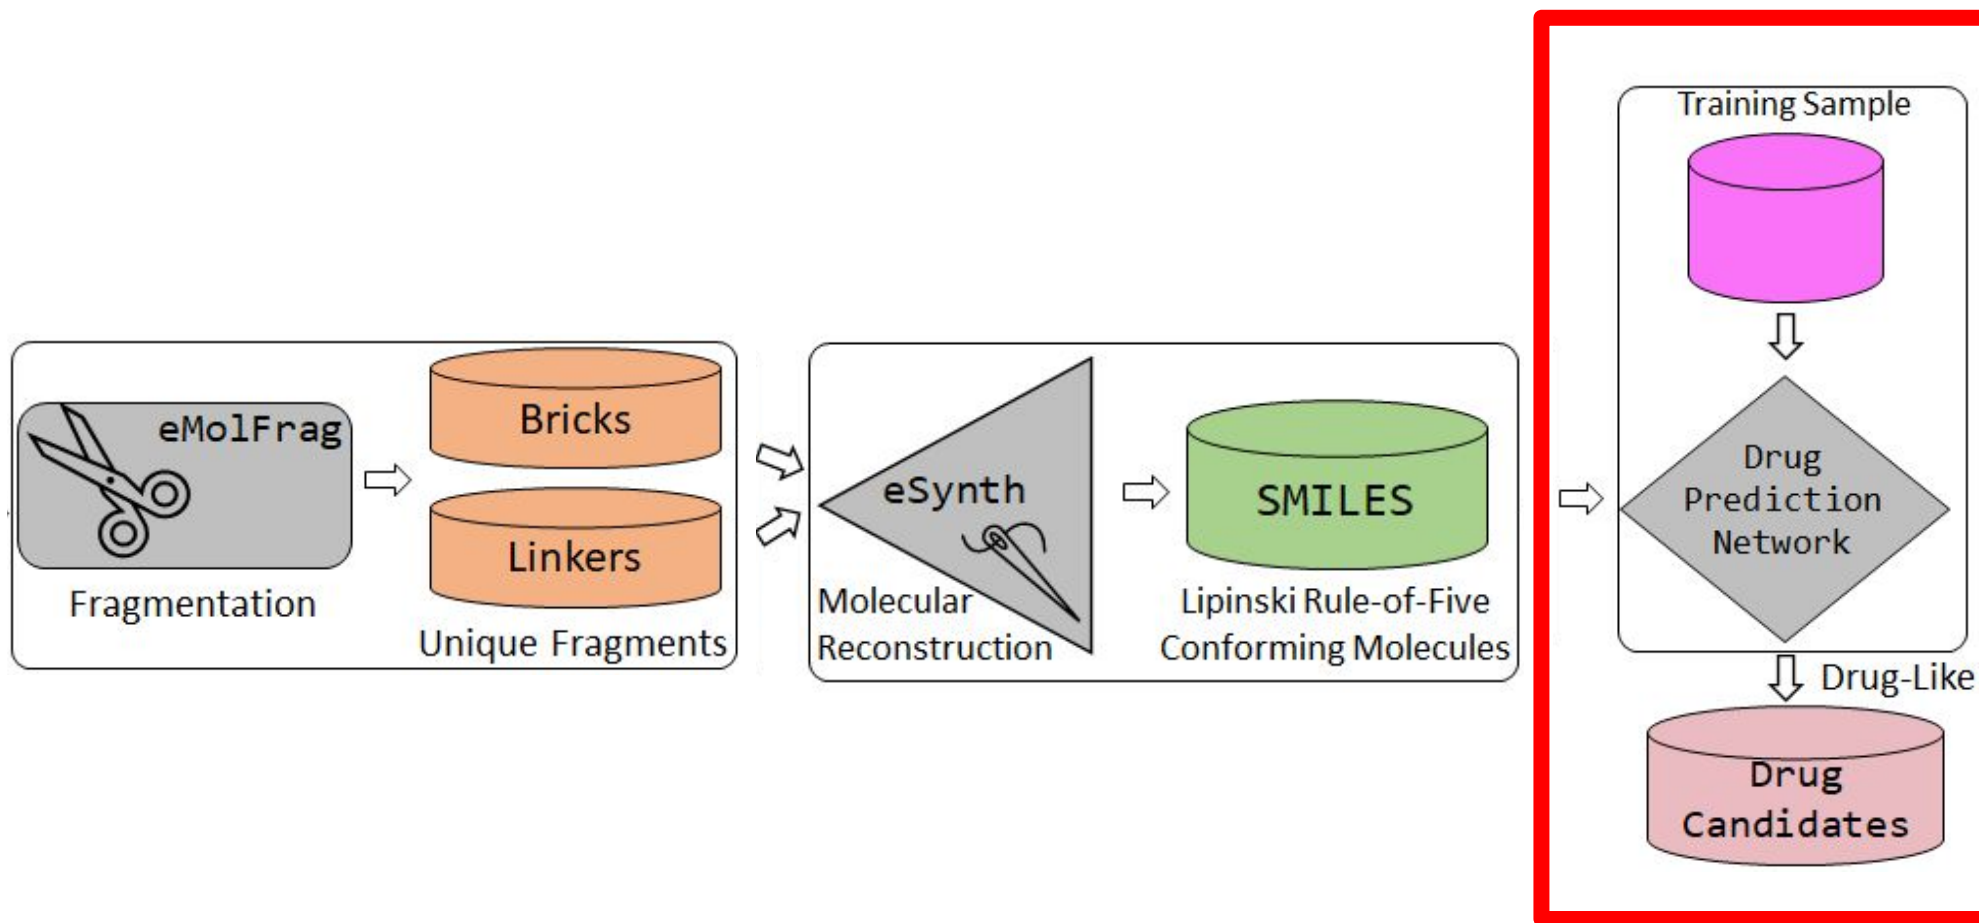 eMolFrag
Fragmentation
Bricks
Linkers
Unique Fragments
eSynth
Molecular
Reconstruction
SMILES
Lipinski Rule-of-Five
Conforming Molecules
Training Sample
Drug
Prediction
Network
Drug-Like
Drug
Candidates